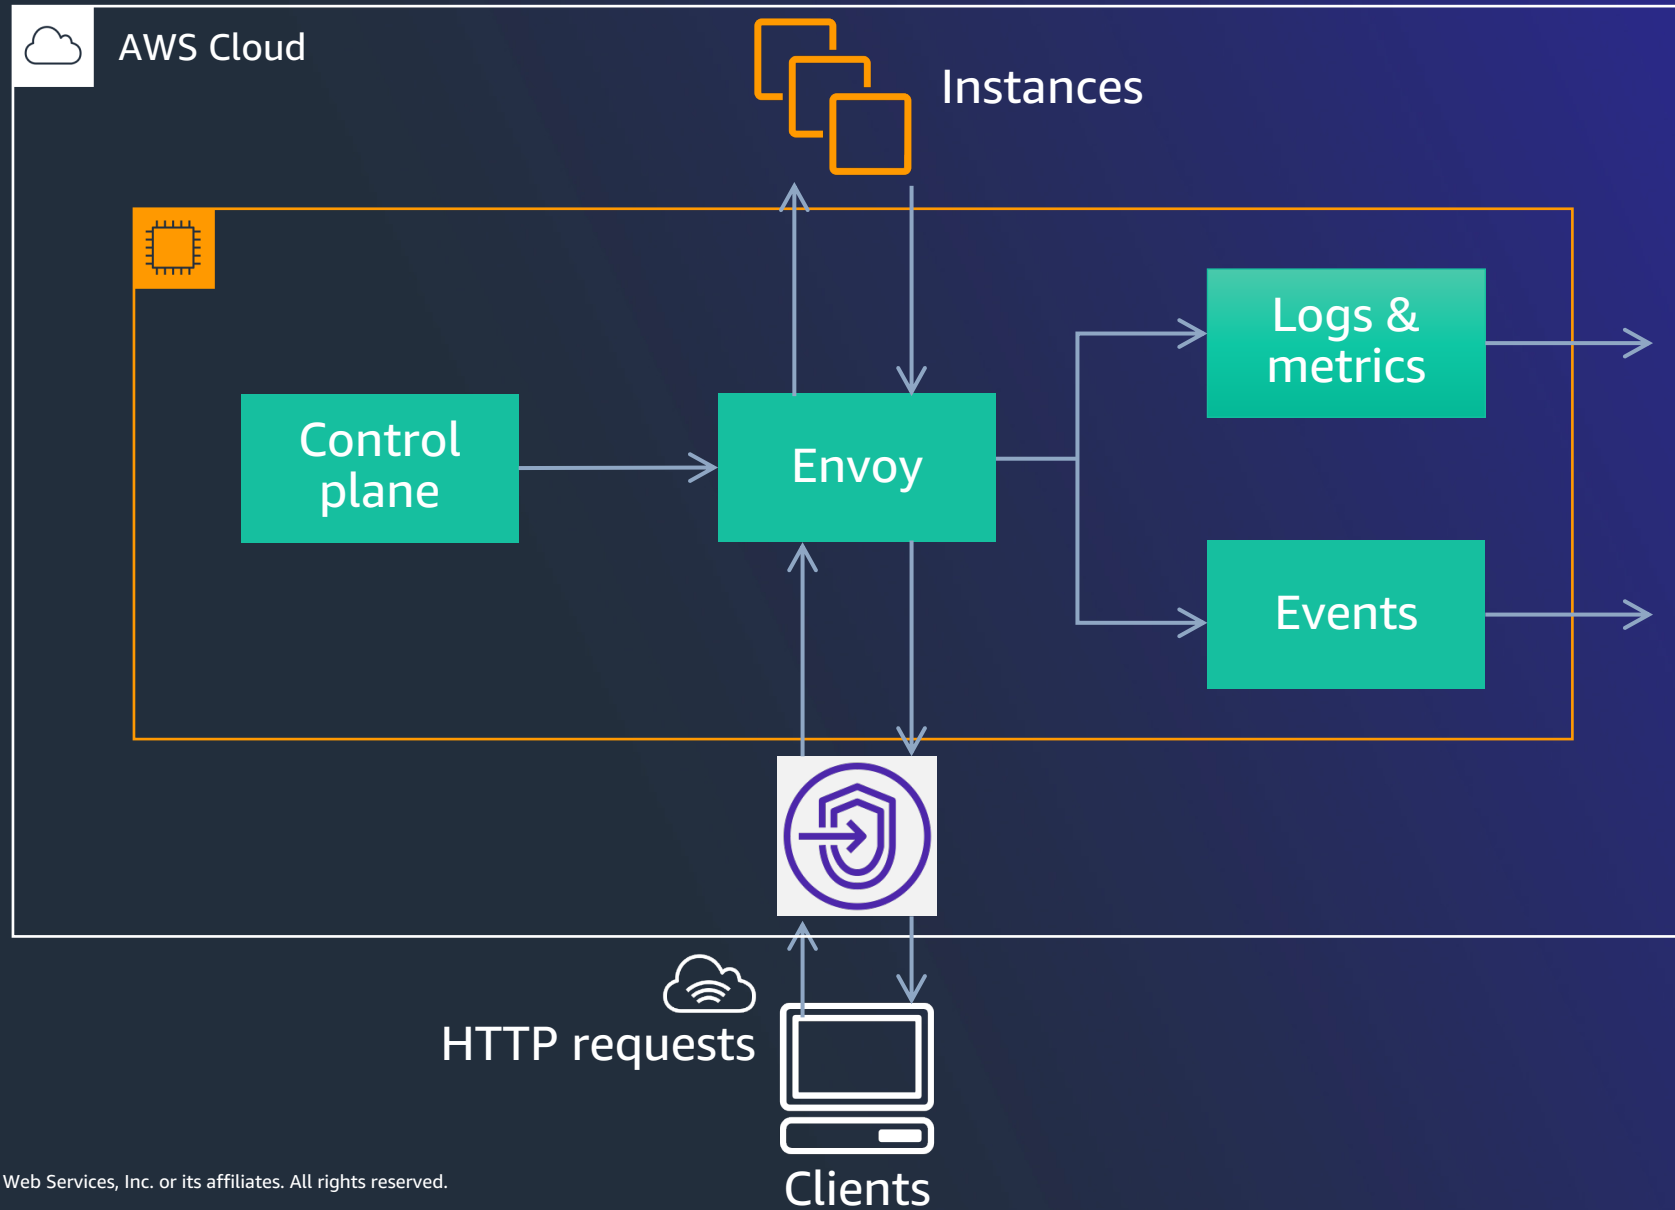 AWS Cloud
Instances
Logs &
metrics
Control
plane
Envoy
Events
HTTP requests
Clients
Web Services, Inc. or its affiliates. All rights reserved.